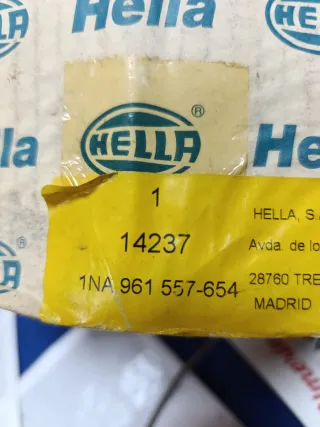 Hella
HELLA
®
HELLA
®
Hella
Hella
1
14237
1NA 961 557-654
HELLA, S.A
Avda. de lo
28760 TRE
MADRID